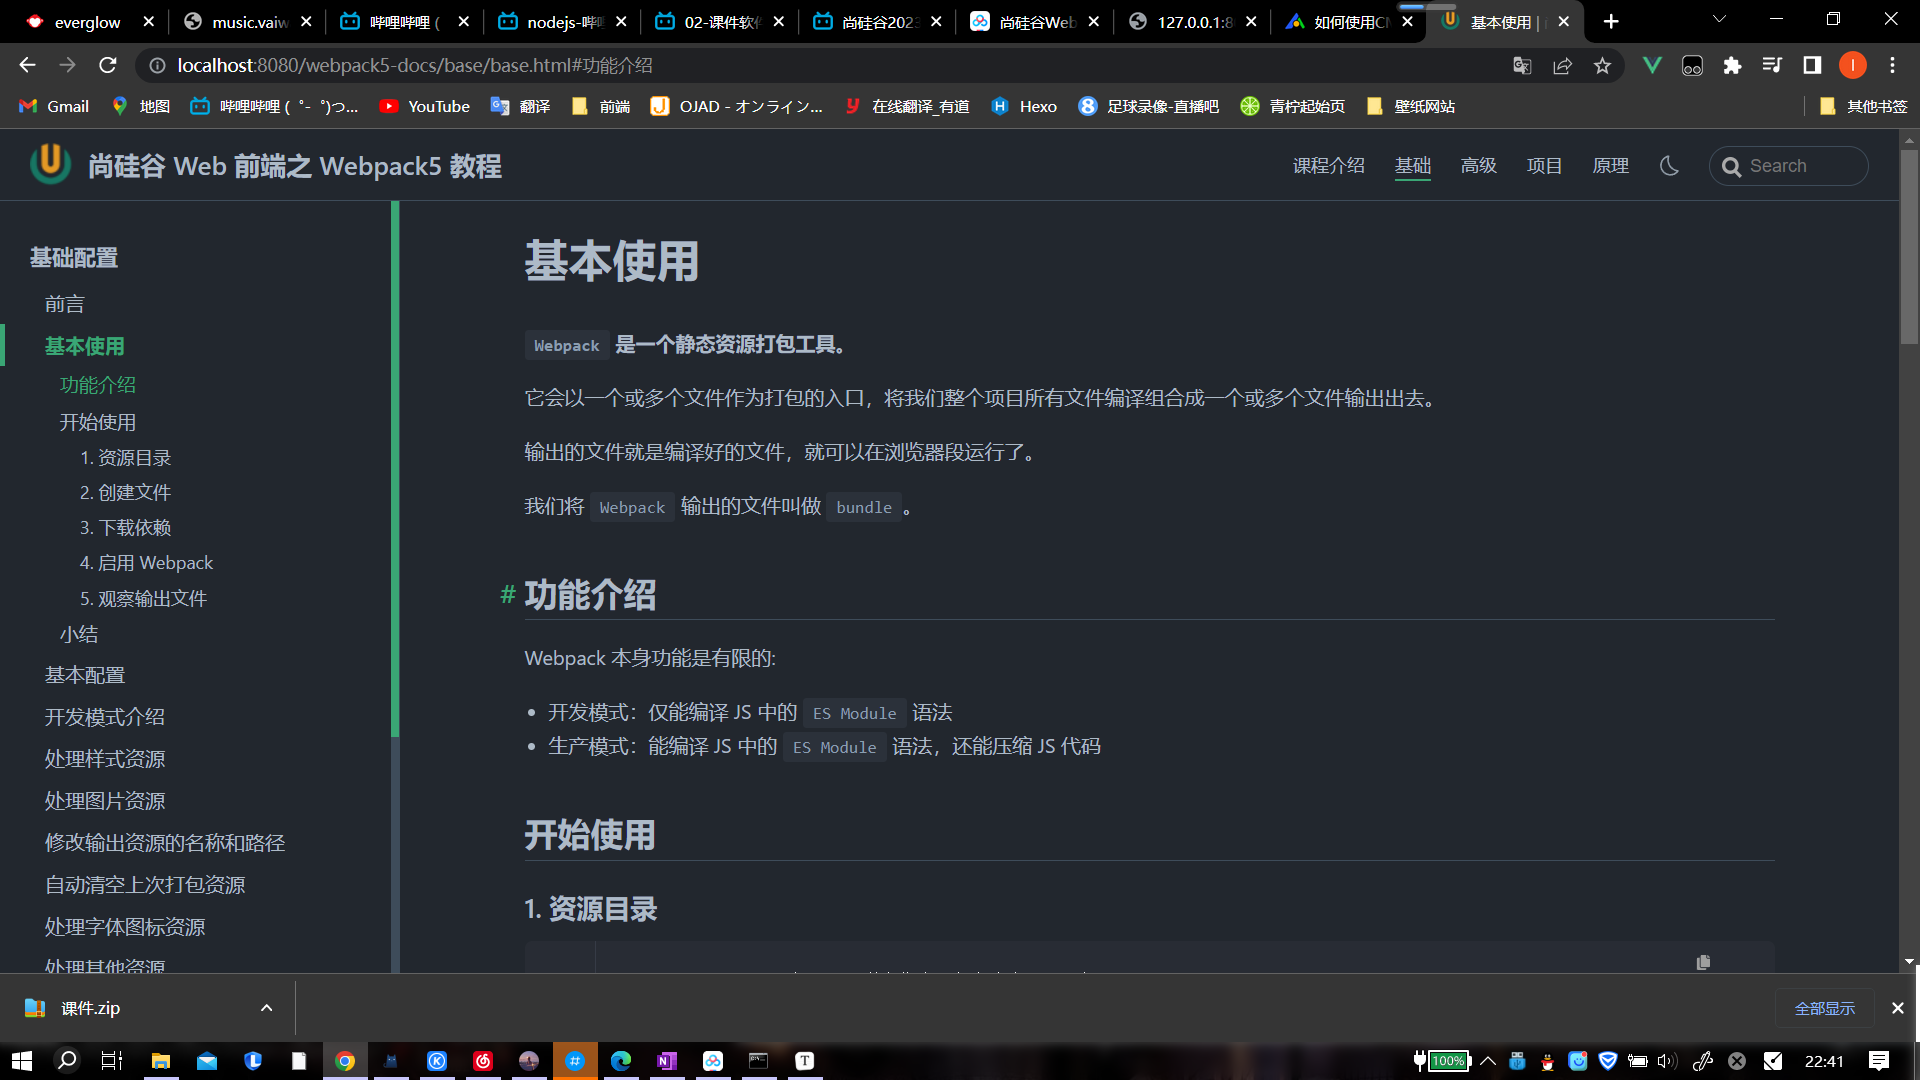 everglow
music.vaiw
哔哩哔哩 (
nodejs-哔哩
02-课件软件
尚硅谷2023
尚硅谷Web
127.0.0.1:8
如何使用CM
基本使用 |
localhost:8080/webpack5-docs/base/base.html#功能介绍
Gmail
地图
哔哩哔哩 (゜-゜)つ...
YouTube
翻译
前端
OJAD - オンライン...
在线翻译_有道
Hexo
足球录像-直播吧
青柠起始页
壁纸网站
其他书签
尚硅谷 Web 前端之 Webpack5 教程
课程介绍
基础
高级
项目
原理
Search
基础配置
前言
基本使用
功能介绍
开始使用
1. 资源目录
2. 创建文件
3. 下载依赖
4. 启用 Webpack
5. 观察输出文件
小结
基本配置
开发模式介绍
处理样式资源
处理图片资源
修改输出资源的名称和路径
自动清空上次打包资源
处理字体图标资源
处理其他资源
基本使用
Webpack 是一个静态资源打包工具。
它会以一个或多个文件作为打包的入口，将我们整个项目所有文件编译组合成一个或多个文件输出出去。
输出的文件就是编译好的文件，就可以在浏览器段运行了。
我们将 Webpack 输出的文件叫做 bundle 。
# 功能介绍
Webpack 本身功能是有限的:
• 开发模式：仅能编译 JS 中的 ES Module 语法
• 生产模式：能编译 JS 中的 ES Module 语法，还能压缩 JS 代码
开始使用
1. 资源目录
课件.zip
全部显示
100%
22:41